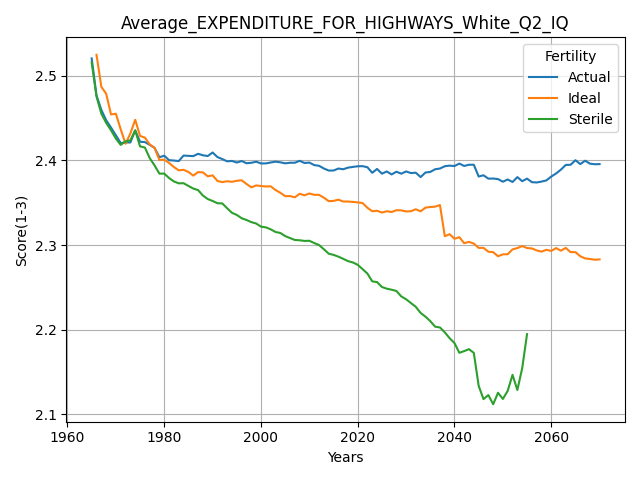 Average_EXPENDITURE_FOR_HIGHWAYS_White_Q2_IQ
Fertility
Actual
Ideal
Sterile
Score(1-3)
2.5
2.4
2.3
2.2
2.1
1960 1980 2000 2020 2040 2060
Years